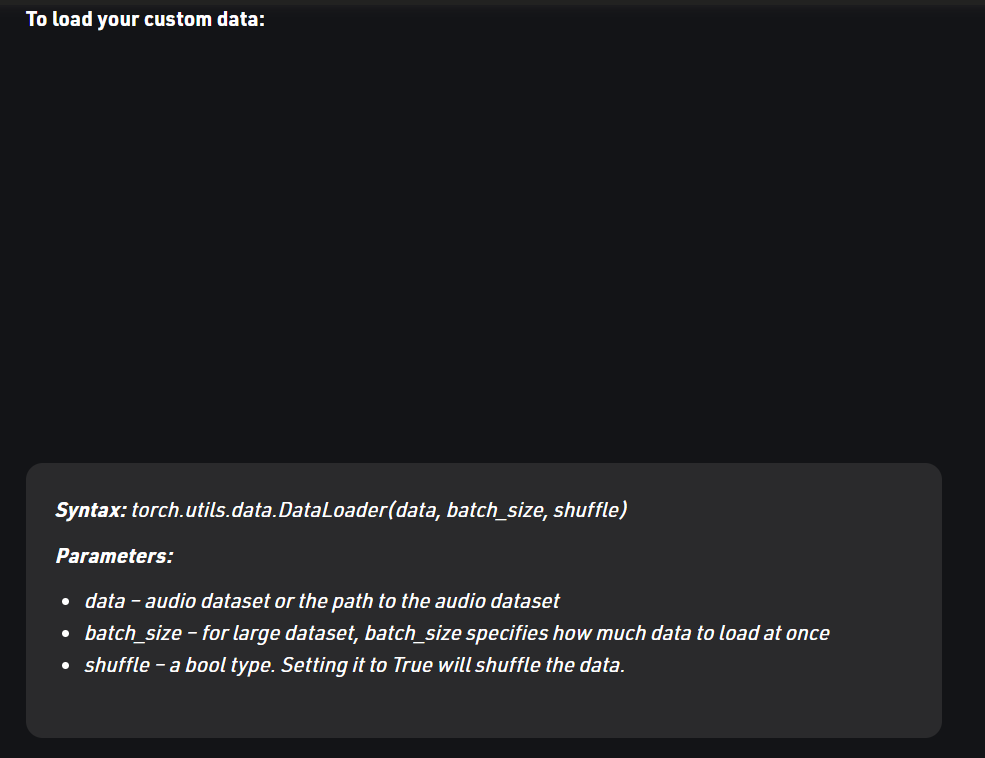 To load your custom data:
Syntax: torch.utils.data.DataLoader(data, batch_size, shuffle)
Parameters:
• data – audio dataset or the path to the audio dataset
• batch_size – for large dataset, batch_size specifies how much data to load at once
• shuffle – a bool type. Setting it to True will shuffle the data.